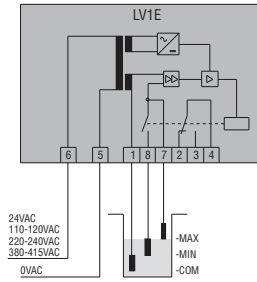 LV1E
6 5 1 8 7 2 3 4
24VAC
110-120VAC
220-240VAC
380-415VAC
0VAC
-MAX
-MIN
-COM